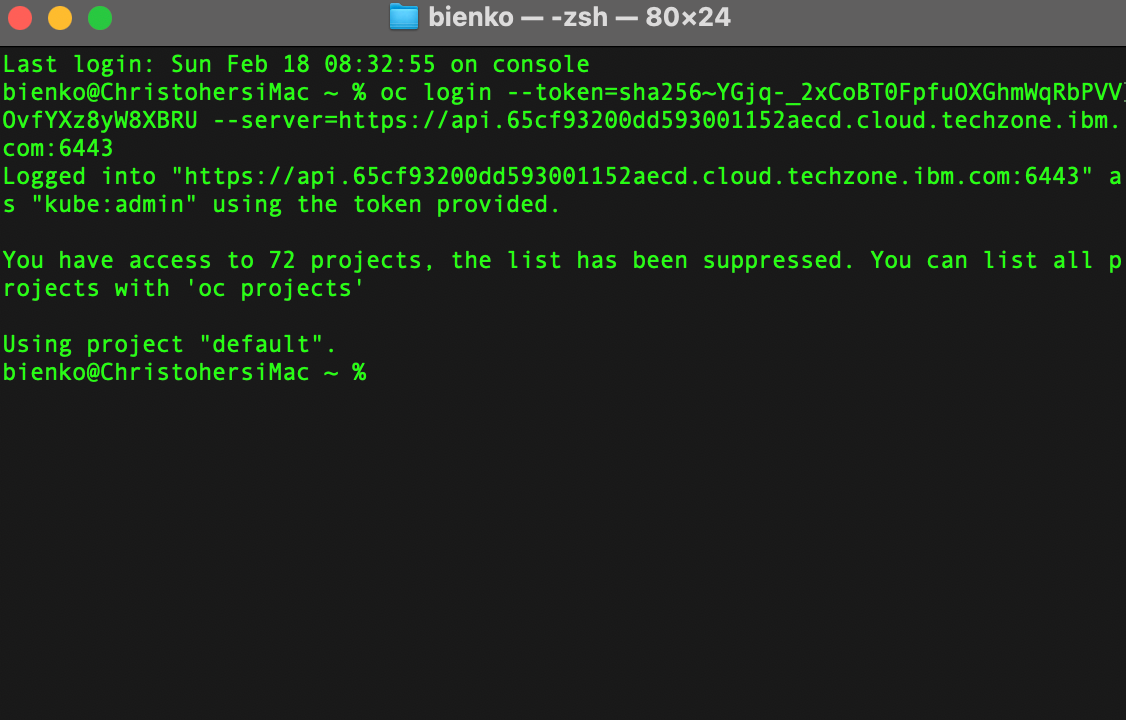 bienko — -zsh — 80×24
Last login: Sun Feb 18 08:32:55 on console
bienko@ChristohersiMac ~ % oc login --token=sha256~YGjq-_2xCoBT0FpfuOXGhmWqRbPVV
OvfYXz8yW8XBRU --server=https://api.65cf93200dd593001152aecd.cloud.techzone.ibm.
com:6443
Logged into "https://api.65cf93200dd593001152aecd.cloud.techzone.ibm.com:6443" a
s "kube:admin" using the token provided.
You have access to 72 projects, the list has been suppressed. You can list all p
rojects with 'oc projects'
Using project "default".
bienko@ChristohersiMac ~ %